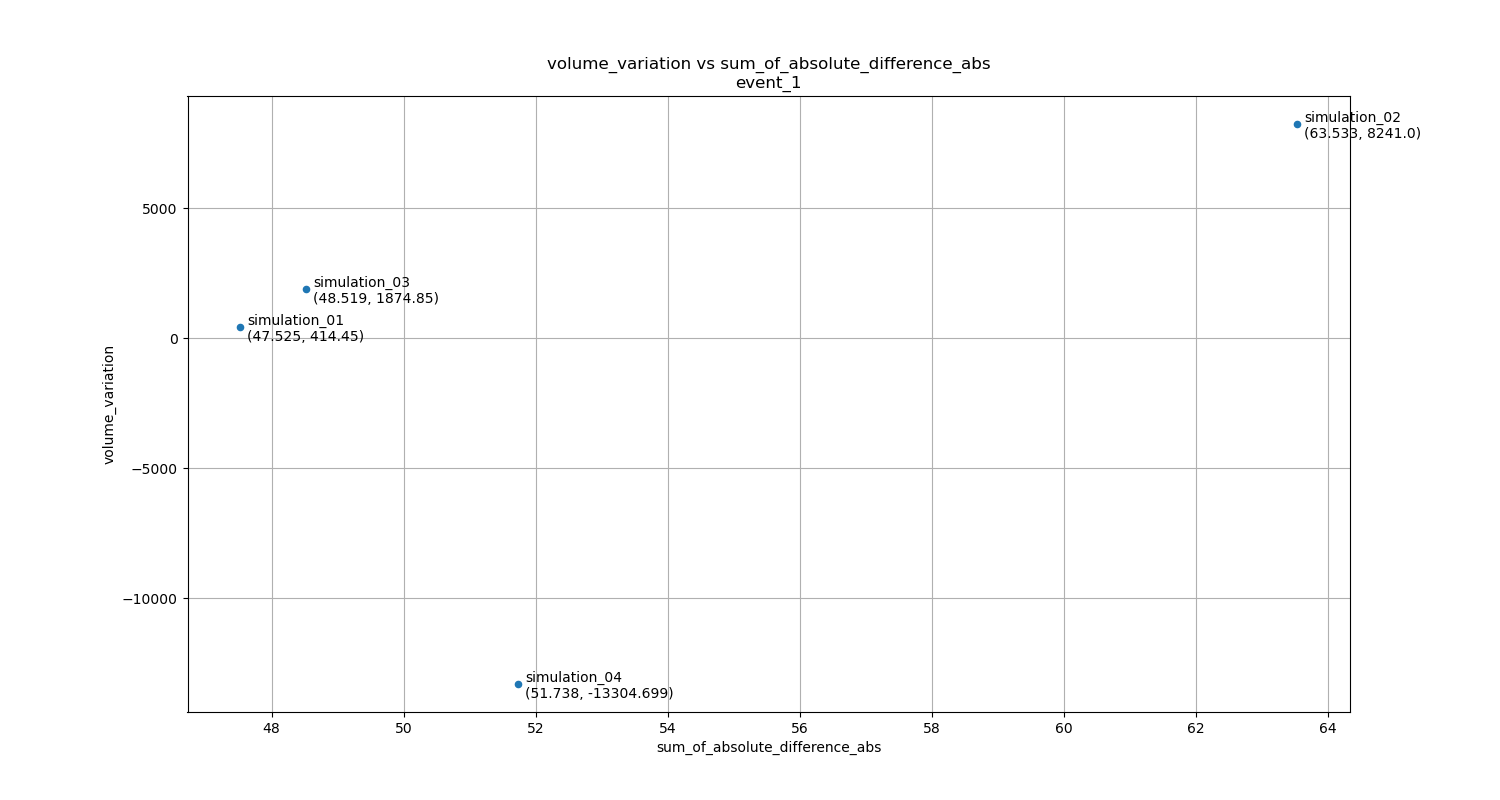 volume_variation vs sum_of_absolute_difference_abs
event_1
simulation_02
(63.533, 8241.0)
5000
simulation_03
(48.519, 1874.85)
simulation_01
(47.525, 414.45)
0
volume_variation
−5000
−10000
simulation_04
(51.738, -13304.699)
48 50 52 54 56 58 60 62 64
sum_of_absolute_difference_abs